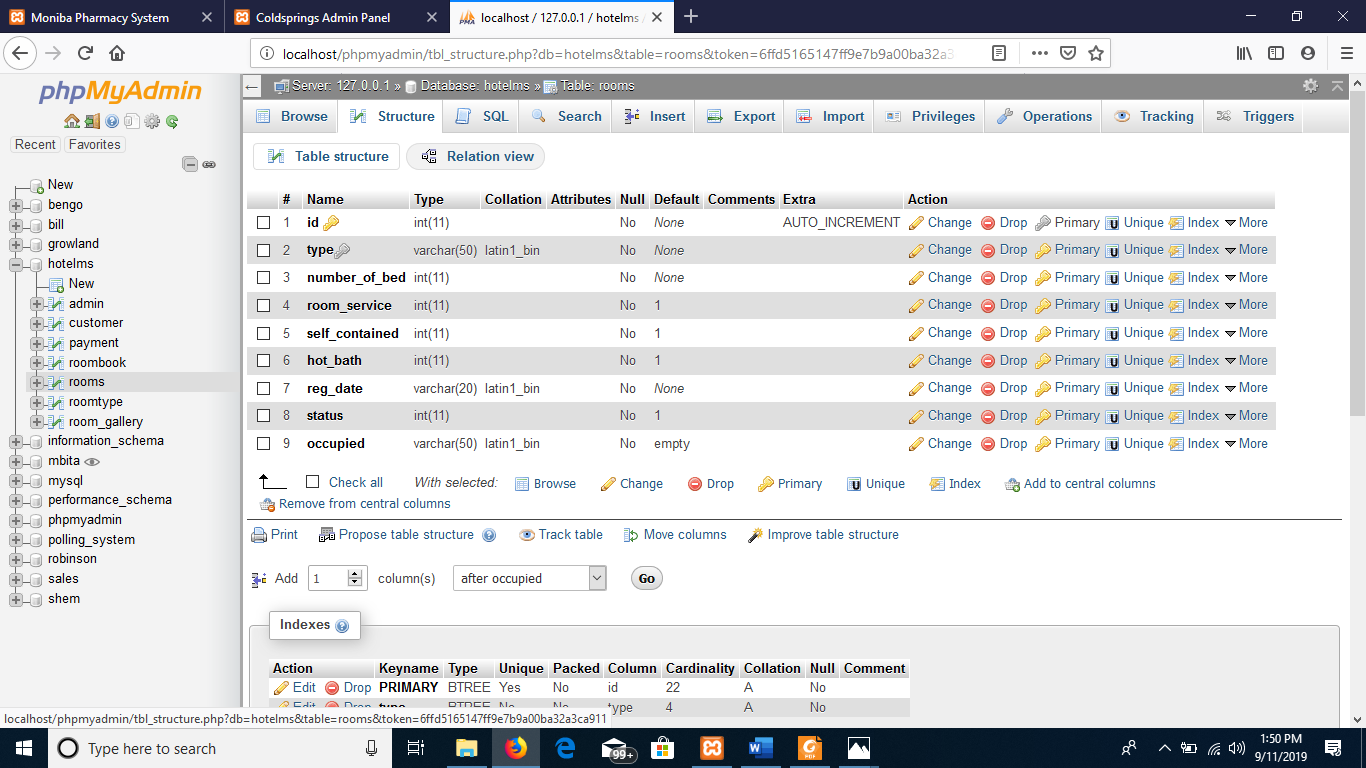 Moniba Pharmacy System
Coldsprings Admin Panel
localhost / 127.0.0.1 / hotelms
localhost/phpmyadmin/tbl_structure.php?db=hotelms&table=rooms&token=6ffd5165147ff9e7b9a00ba32a3
phpMyAdmin
Recent Favorites
New
bengo
bill
growland
hotelms
New
admin
customer
payment
roombook
rooms
roomtype
room_gallery
information_schema
mbita
mysql
performance_schema
phpmyadmin
polling_system
robinson
sales
shem
Server: 127.0.0.1 » Database: hotelms » Table: rooms
Browse Structure SQL Search Insert Export Import Privileges Operations Tracking Triggers
Table structure Relation view
# Name Type Collation Attributes Null Default Comments Extra Action
1 id int(11) No None AUTO_INCREMENT Change Drop Primary Unique Index More
2 type varchar(50) latin1_bin No None Change Drop Primary Unique Index More
3 number_of_bed int(11) No None Change Drop Primary Unique Index More
4 room_service int(11) No 1 Change Drop Primary Unique Index More
5 self_contained int(11) No 1 Change Drop Primary Unique Index More
6 hot_bath int(11) No 1 Change Drop Primary Unique Index More
7 reg_date varchar(20) latin1_bin No None Change Drop Primary Unique Index More
8 status int(11) No 1 Change Drop Primary Unique Index More
9 occupied varchar(50) latin1_bin No empty Change Drop Primary Unique Index More
Check all With selected: Browse Change Drop Primary Unique Index Add to central columns
Remove from central columns
Print Propose table structure Track table Move columns Improve table structure
Add 1 column(s) after occupied Go
Indexes
Action Keyname Type Unique Packed Column Cardinality Collation Null Comment
Edit Drop PRIMARY BTREE Yes No id 22 A No
Edit Drop type BTREE No No type 4 A No
localhost/phpmyadmin/tbl_structure.php?db=hotelms&table=rooms&token=6ffd5165147ff9e7b9a00ba32a3ca911
Type here to search
99+
1:50 PM
9/11/2019